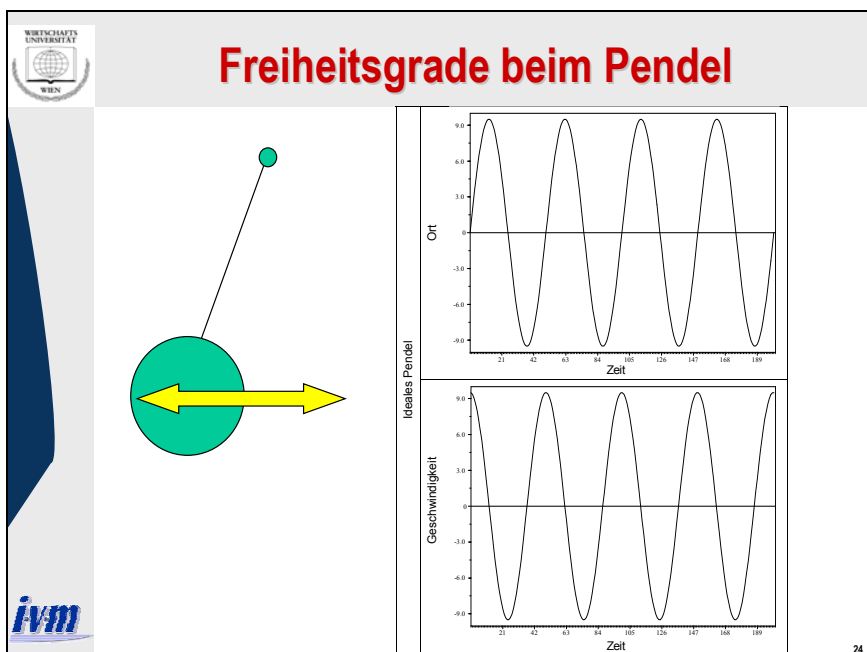 WIRTSCHAFTS
UNIVERSITÄT
WIEN
Freiheitsgrade beim Pendel
Ideales Pendel
Ort
9.0
6.0
3.0
0
-3.0
-6.0
-9.0
21 42 63 84 105 126 147 168 189
Zeit
Geschwindigkeit
9.0
6.0
3.0
0
-3.0
-6.0
-9.0
21 42 63 84 105 126 147 168 189
Zeit
ivm
24